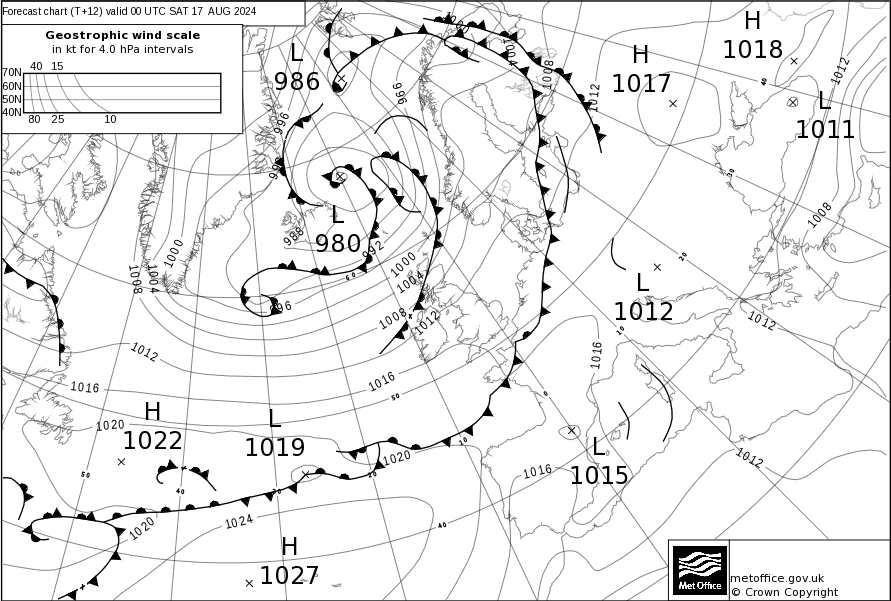 Forecast chart (T+12) valid 00 UTC SAT 17 AUG 2024
Geostrophic wind scale
in kt for 4.0 hPa intervals
40 15
70N
60N
50N
40N
80 25 10
L
986
H
1017
H
1018
L
1011
L
980
L
1012
H
1022
L
1019
L
1015
H
1027
996
996
988
992
996
1000
1004
1008
1012
1000
1004
1008
1004
1008
1012
1012
1008
1012
1016
1020
1016
1012
1016
1012
1012
1020
1016
1020
1024
40
30
20
10
0
10
20
30
40
50
40
50
60
metoffice.gov.uk
© Crown Copyright
Met Office